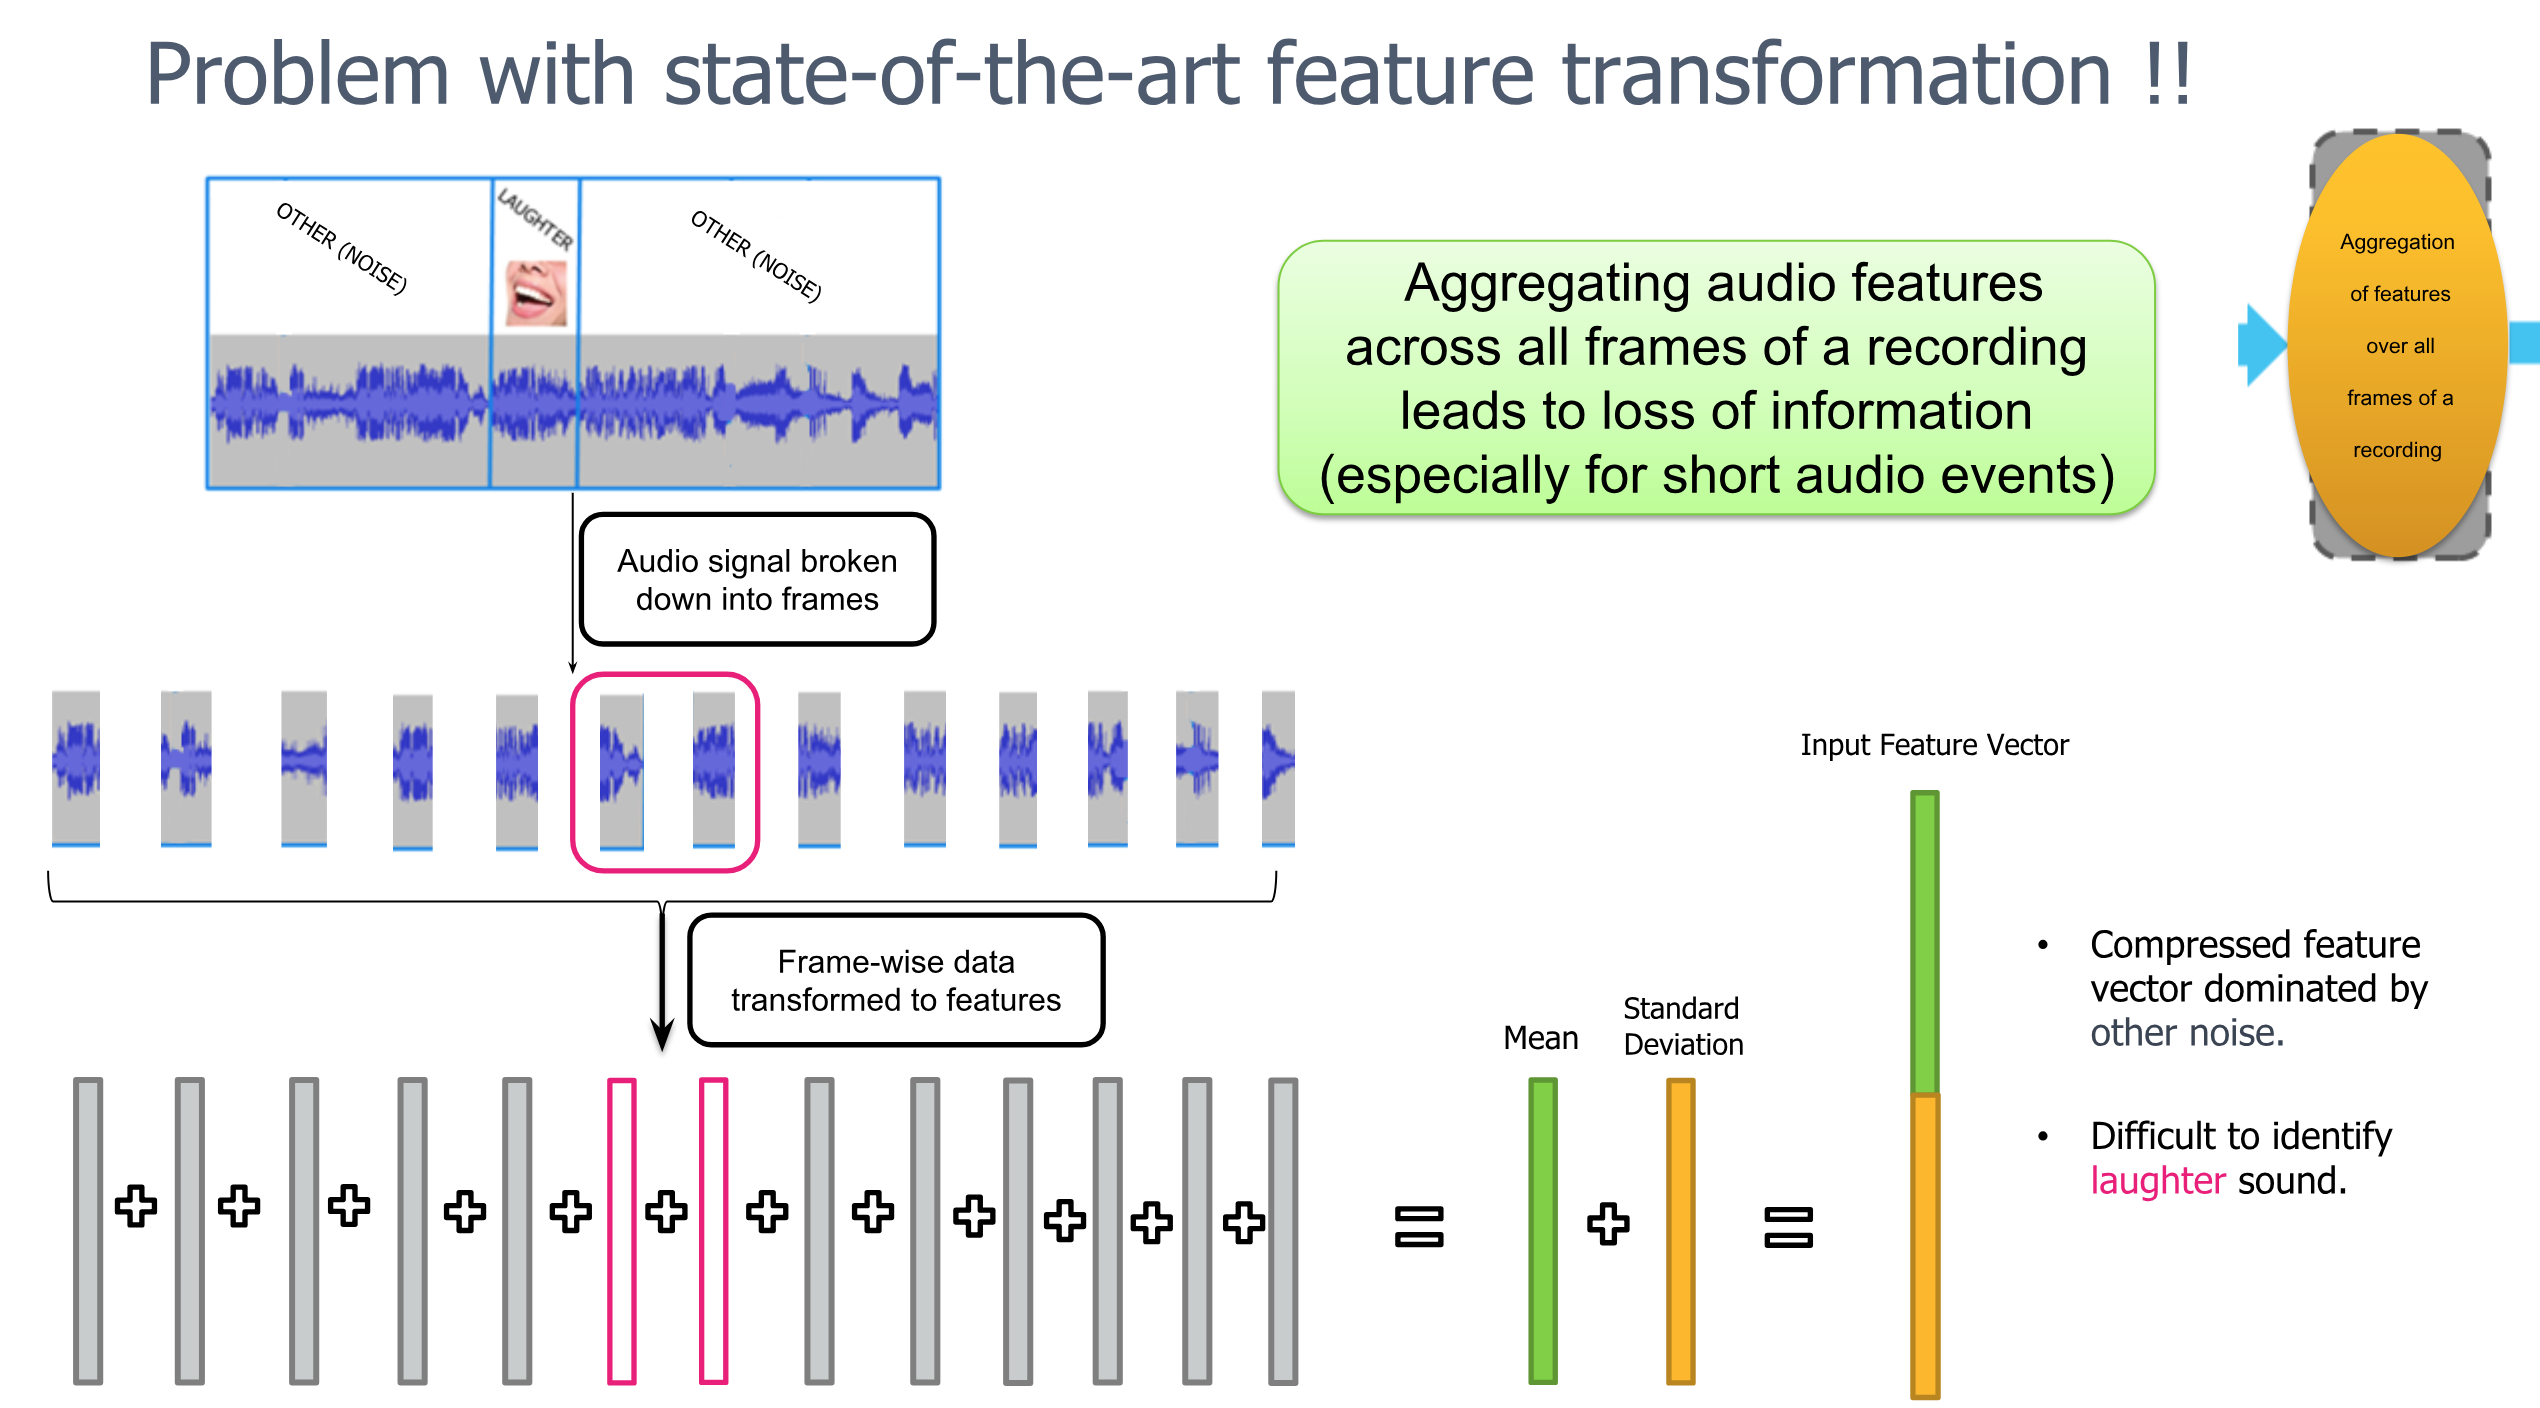 Problem with state-of-the-art feature transformation !!
OTHER (NOISE)
LAUGHTER
OTHER (NOISE)
Aggregating audio features
across all frames of a recording
leads to loss of information
(especially for short audio events)
Aggregation
of features
over all
frames of a
recording
Audio signal broken
down into frames
Input Feature Vector
Frame-wise data
transformed to features
Mean
Standard
Deviation
• Compressed feature
vector dominated by
other noise.
• Difficult to identify
laughter sound.